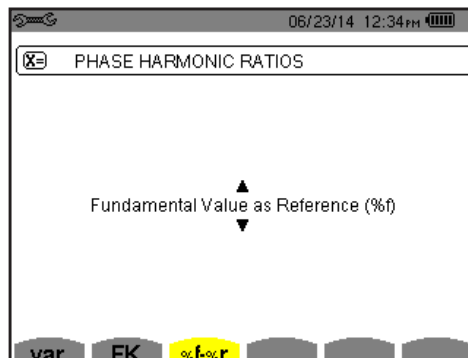 06/23/14 12:34PM
X= PHASE HARMONIC RATIOS
Fundamental Value as Reference (%f)
var FK %f-%r